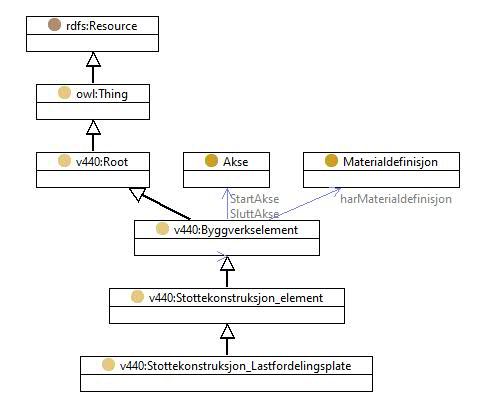 rdfs:Resource
owl:Thing
v440:Root
Akse
Materialdefinisjon
StartAkse
SluttAkse
harMaterialdefinisjon
v440:Byggverkselement
v440:Stottekonstruksjon_element
v440:Stottekonstruksjon_Lastfordelingsplate